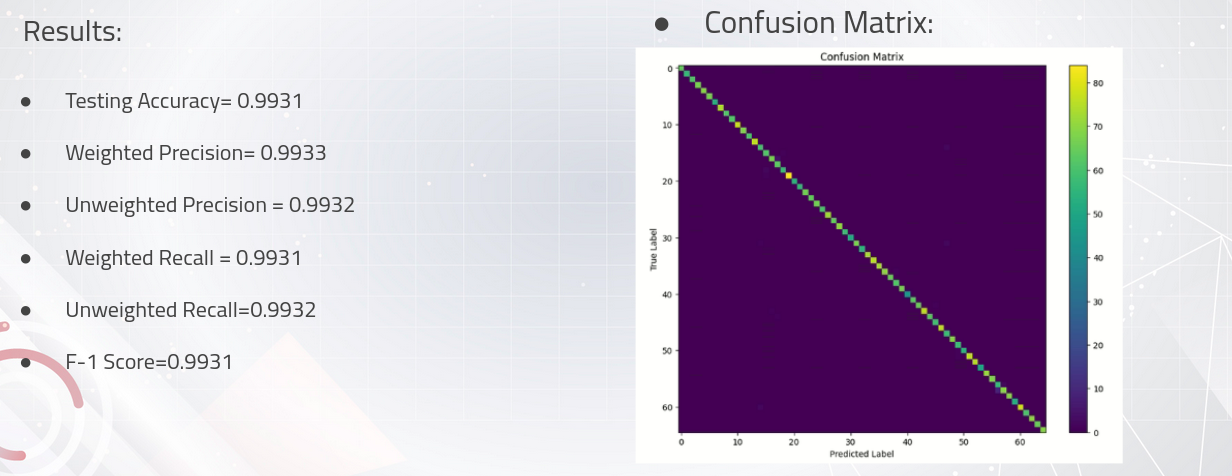 Results:
● Testing Accuracy= 0.9931
● Weighted Precision= 0.9933
● Unweighted Precision = 0.9932
● Weighted Recall = 0.9931
● Unweighted Recall=0.9932
● F-1 Score=0.9931
● Confusion Matrix:
Confusion Matrix
True Label
0
10
20
30
40
50
60
0 10 20 30 40 50 60
Predicted Label
80
70
60
50
40
30
20
10
0